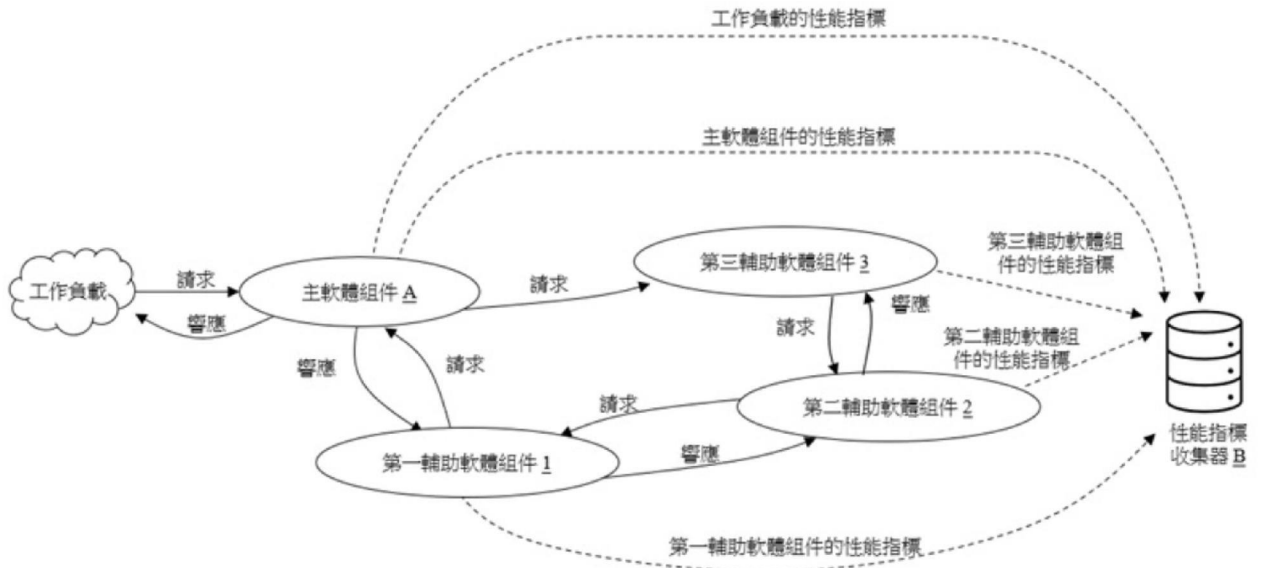 工作負載的性能指標
主軟體組件的性能指標
第三輔助軟體組
件的性能指標
第三輔助軟體組件 3
請求
工作負載
主軟體組件 A
請求
響應
響應
請求
第二輔助軟體組
件的性能指標
響應
請求
請求
第二輔助軟體組件 2
性能指標
收集器 B
第一輔助軟體組件 1
響應
第一輔助軟體組件的性能指標